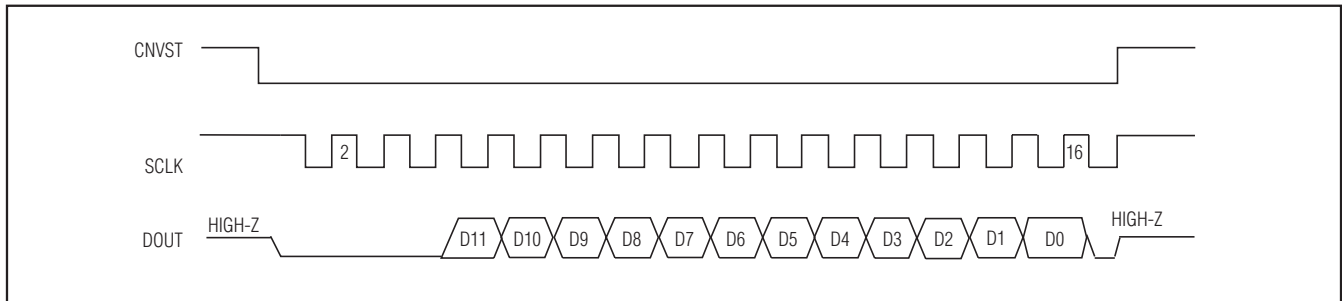 CNVST
SCLK
2
16
DOUT
HIGH-Z
D11 D10 D9 D8 D7 D6 D5 D4 D3 D2 D1 D0
HIGH-Z